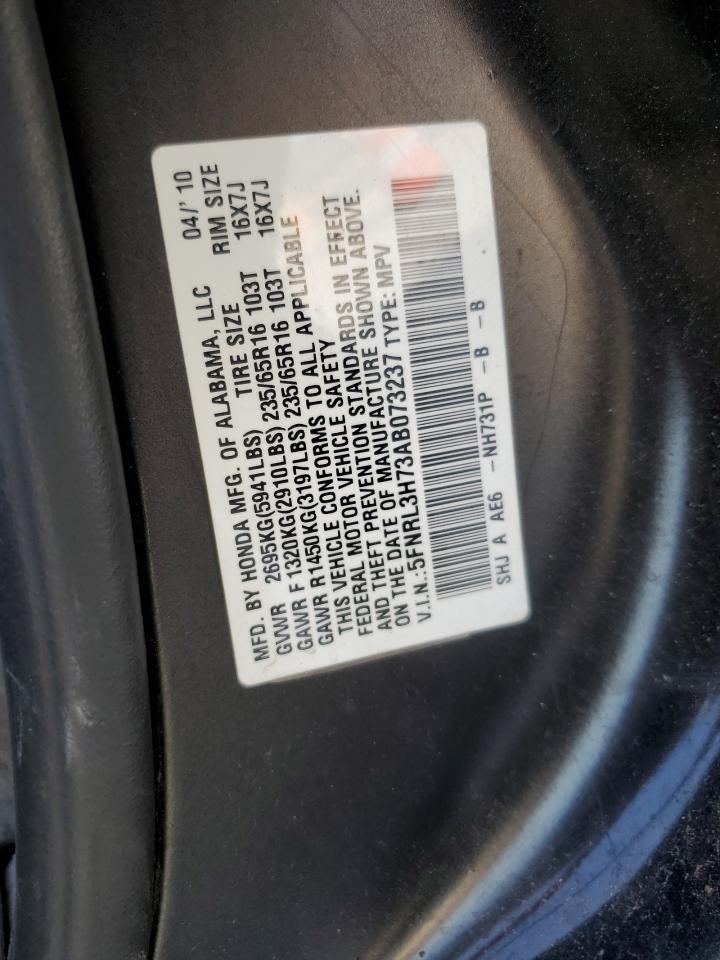 MFD. BY HONDA MFG. OF ALABAMA, LLC 04/'10
GVWR 2695KG(5941LBS) TIRE SIZE RIM SIZE
GAWR F 1320KG(2910LBS) 235/65R16 103T 16X7J
GAWR R1450KG(3197LBS) 235/65R16 103T 16X7J
THIS VEHICLE CONFORMS TO ALL APPLICABLE
FEDERAL MOTOR VEHICLE SAFETY
AND THEFT PREVENTION STANDARDS IN EFFECT
ON THE DATE OF MANUFACTURE SHOWN ABOVE.
V.I.N.:5FNRL3H73AB073237 TYPE: MPV
SHJ A AE6 -NH731P -B -B